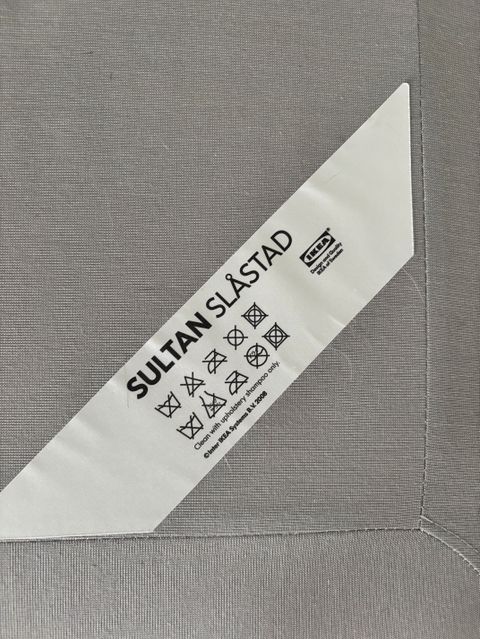 SULTAN SLÅSTAD
IKEA
Design and Quality
IKEA of Sweden
Clean with upholstery shampoo only.
© Inter IKEA Systems B.V. 2008